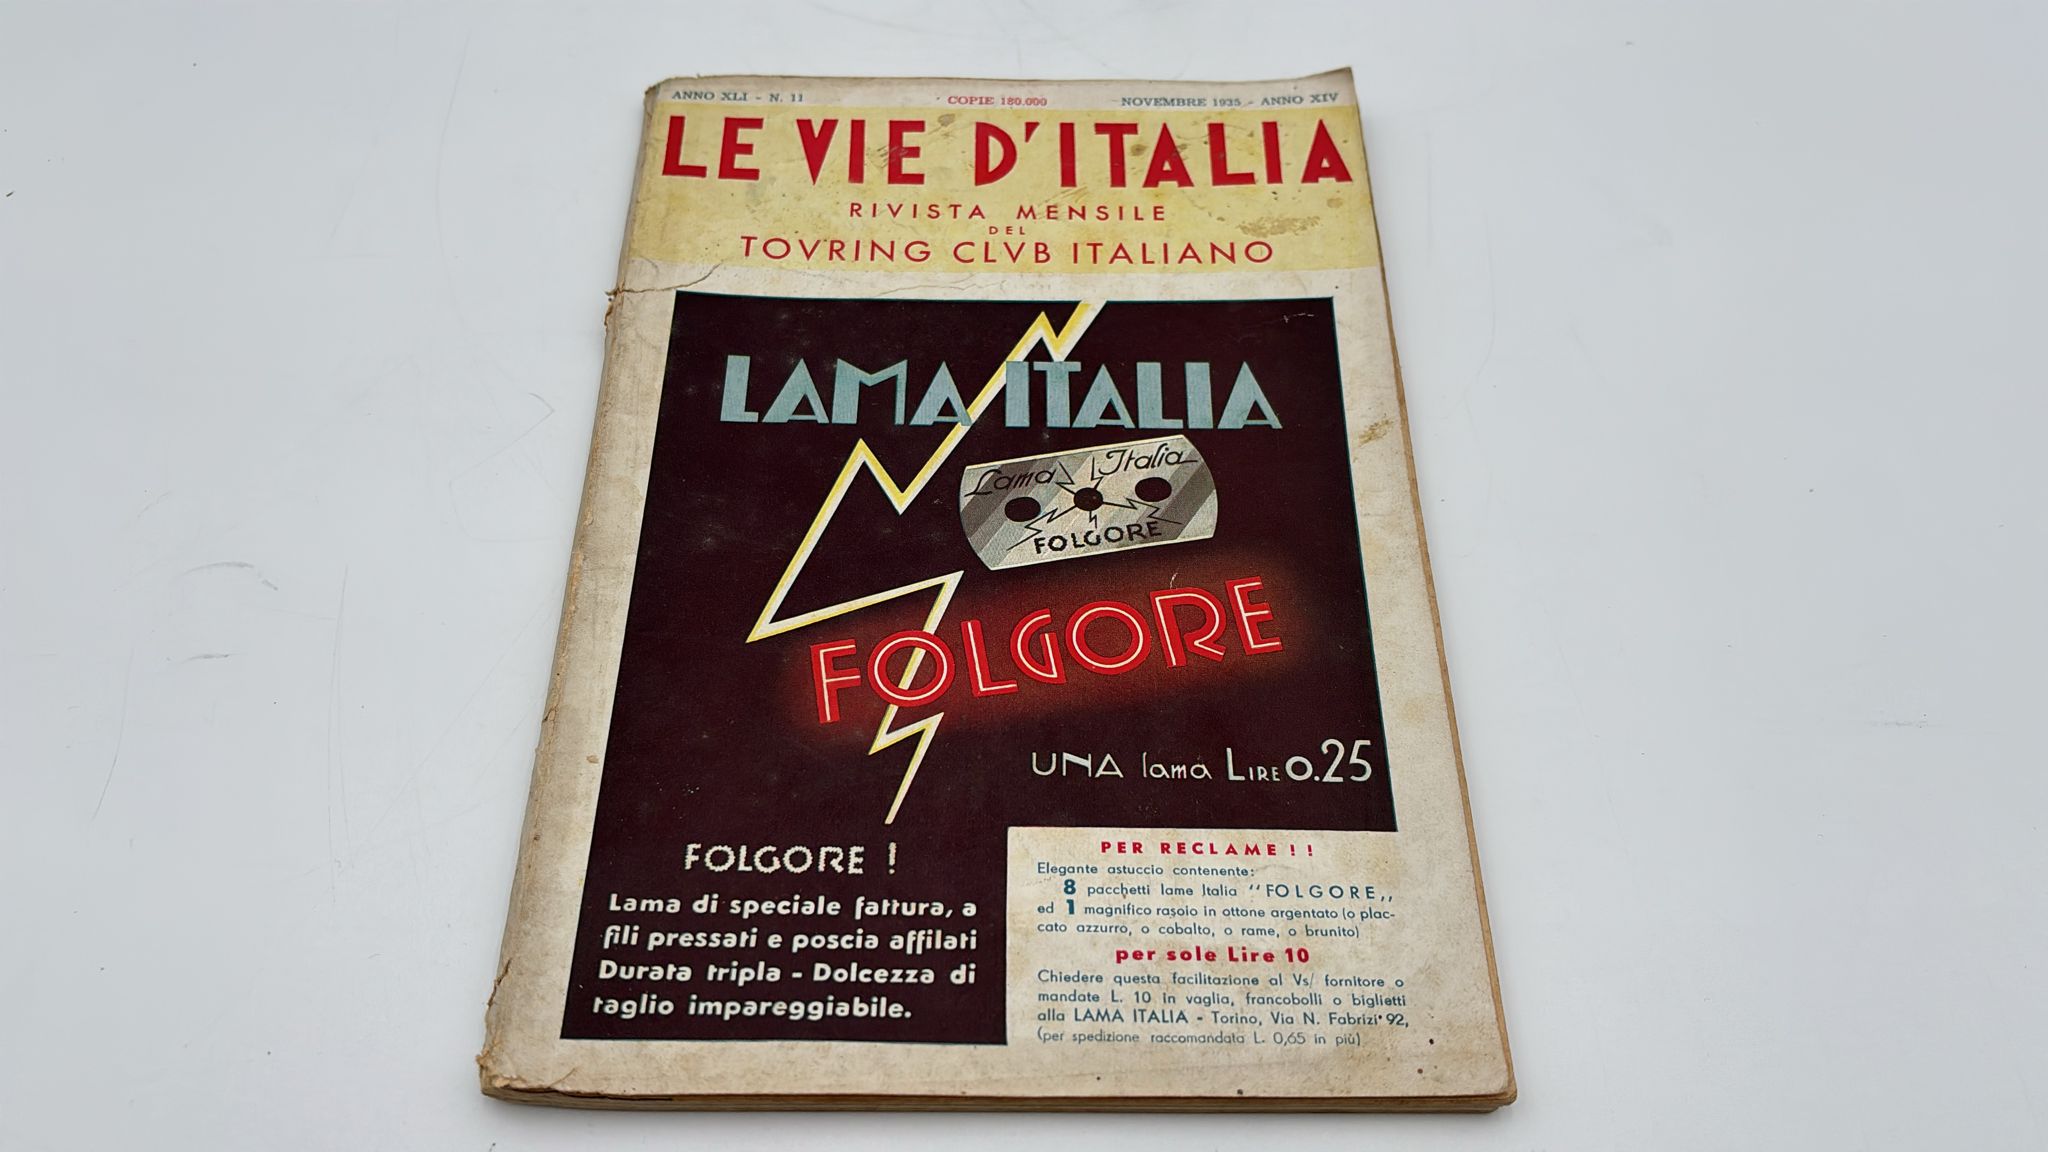 ANNO XLI - N. 11
COPIE 180.000
NOVEMBRE 1935 - ANNO XIV
LE VIE D'ITALIA
RIVISTA MENSILE
DEL
TOVRING CLVB ITALIANO
LAMA ITALIA
Lama Italia
FOLGORE
FOLGORE
UNA lama LIRE 0.25
FOLGORE !
Lama di speciale fattura, a
fili pressati e poscia affilati
Durata tripla - Dolcezza di
taglio impareggiabile.
PER RECLAME!!
Elegante astuccio contenente:
8 pacchetti lame Italia "FOLGORE,,
ed 1 magnifico rasoio in ottone argentato (o plac-
cato azzurro, o cobalto, o rame, o brunito)
per sole Lire 10
Chiedere questa facilitazione al Vs/ fornitore o
mandate L. 10 in vaglia, francobolli o biglietti
alla LAMA ITALIA - Torino, Via N. Fabrizi 92,
(per spedizione raccomandata L. 0,65 in più)